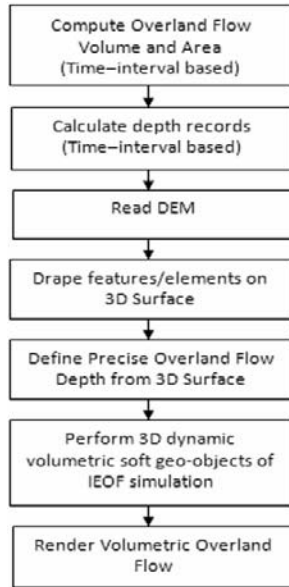 Compute Overland Flow
Volume and Area
(Time–interval based)
Calculate depth records
(Time–interval based)
Read DEM
Drape features/elements on
3D Surface
Define Precise Overland Flow
Depth from 3D Surface
Perform 3D dynamic
volumetric soft geo-objects of
IEOF simulation
Render Volumetric Overland
Flow